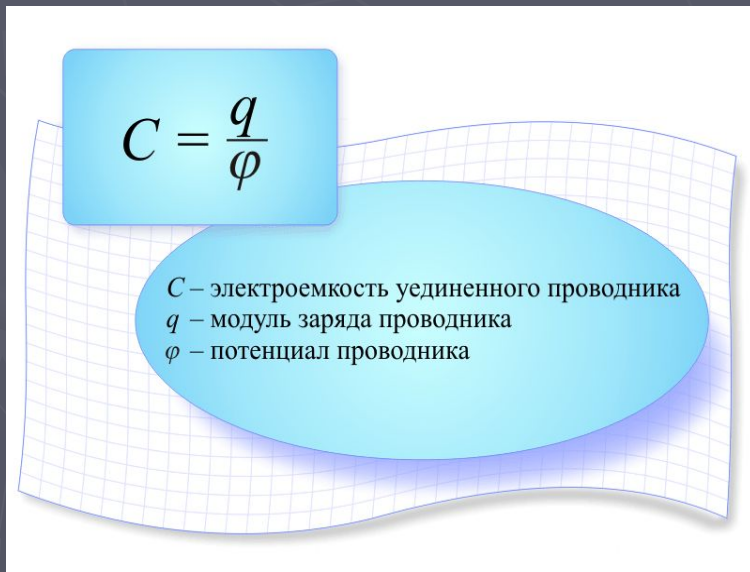 C = q/φ
C – электроемкость уединенного проводника
q – модуль заряда проводника
φ – потенциал проводника